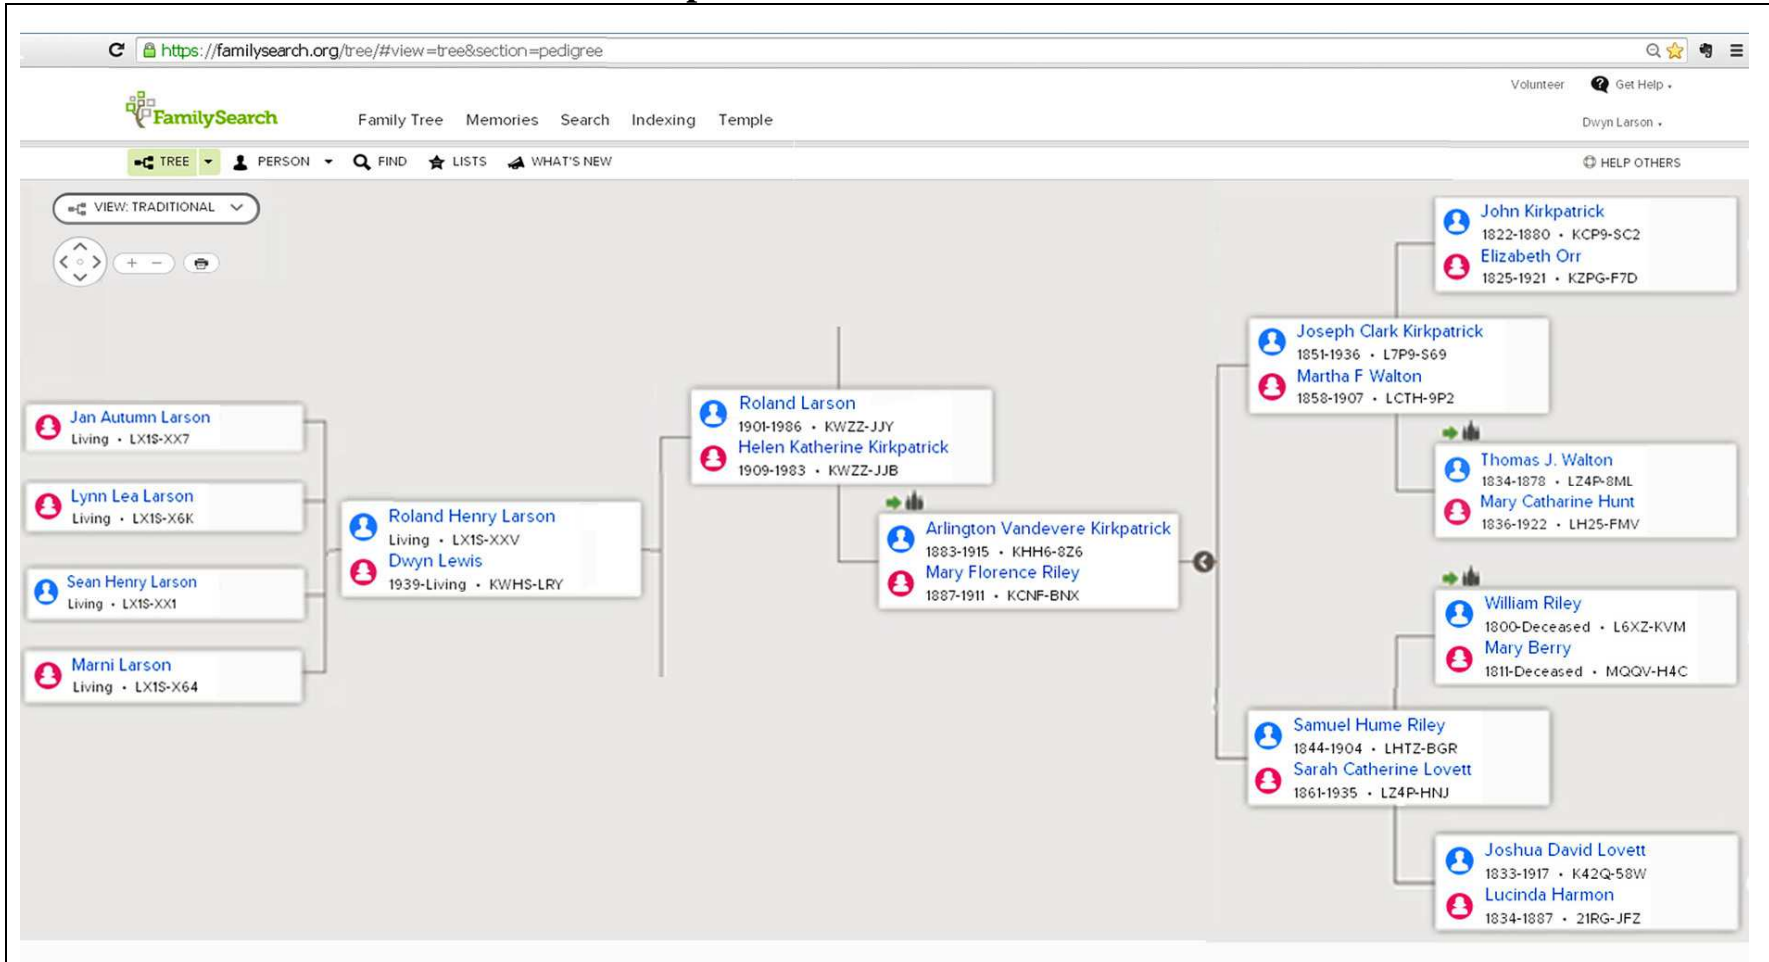 https://familysearch.org/tree/#view=tree&section=pedigree
Volunteer Get Help
FamilySearch Family Tree Memories Search Indexing Temple
Dwyn Larson
TREE PERSON FIND LISTS WHAT'S NEW HELP OTHERS
VIEW: TRADITIONAL
Jan Autumn Larson
Living • LX1S-XX7
Lynn Lea Larson
Living • LX1S-X6K
Sean Henry Larson
Living • LX1S-XX1
Marni Larson
Living • LX1S-X64
Roland Henry Larson
Living • LX1S-XXV
Dwyn Lewis
1939-Living • KWHS-LRY
Roland Larson
1901-1986 • KWZZ-JJY
Helen Katherine Kirkpatrick
1909-1983 • KWZZ-JJB
Arlington Vandevere Kirkpatrick
1883-1915 • KHH6-8Z6
Mary Florence Riley
1887-1911 • KCNF-BNX
Joseph Clark Kirkpatrick
1851-1936 • L7P9-S69
Martha F Walton
1858-1907 • LCTH-9P2
Samuel Hume Riley
1844-1904 • LHTZ-BGR
Sarah Catherine Lovett
1861-1935 • LZ4P-HNJ
John Kirkpatrick
1822-1880 • KCP9-SC2
Elizabeth Orr
1825-1921 • KZPG-F7D
Thomas J. Walton
1834-1878 • LZ4P-8ML
Mary Catharine Hunt
1836-1922 • LH25-FMV
William Riley
1800-Deceased • L6XZ-KVM
Mary Berry
1811-Deceased • MQQV-H4C
Joshua David Lovett
1833-1917 • K42Q-58W
Lucinda Harmon
1834-1887 • 21RG-JFZ